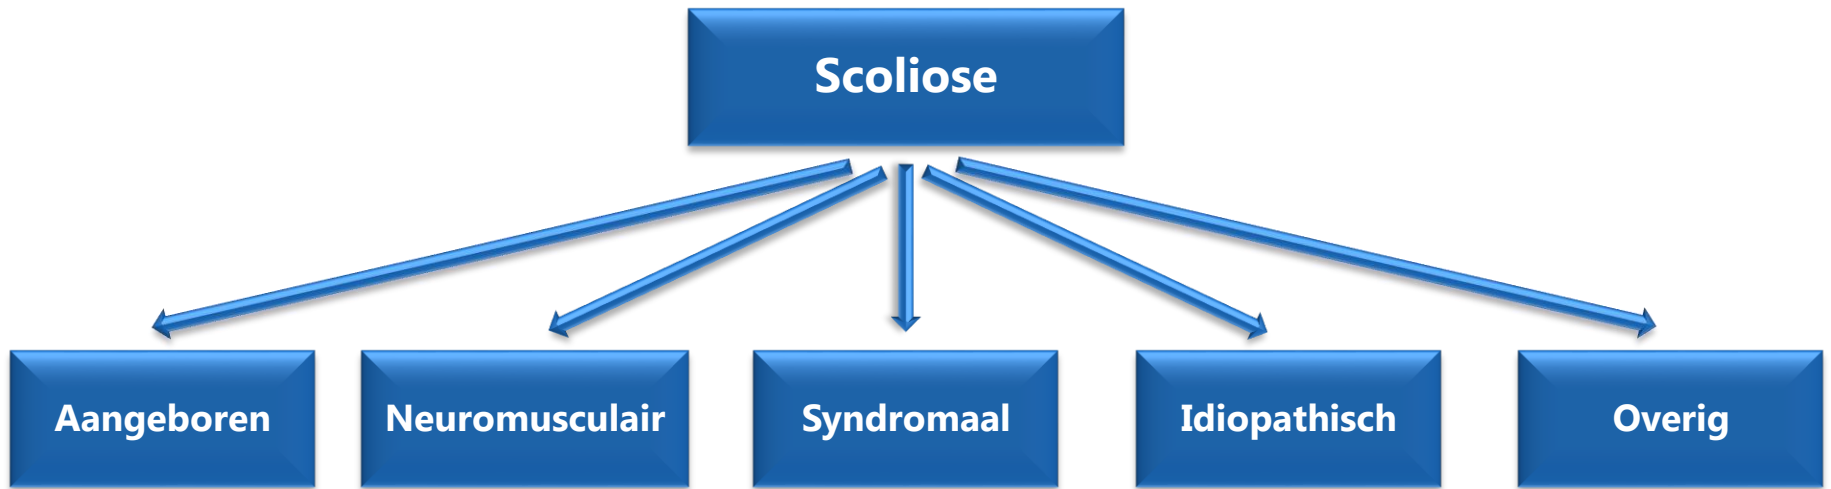 Scoliose
Aangeboren
Neuromusculair
Syndromaal
Idiopathisch
Overig